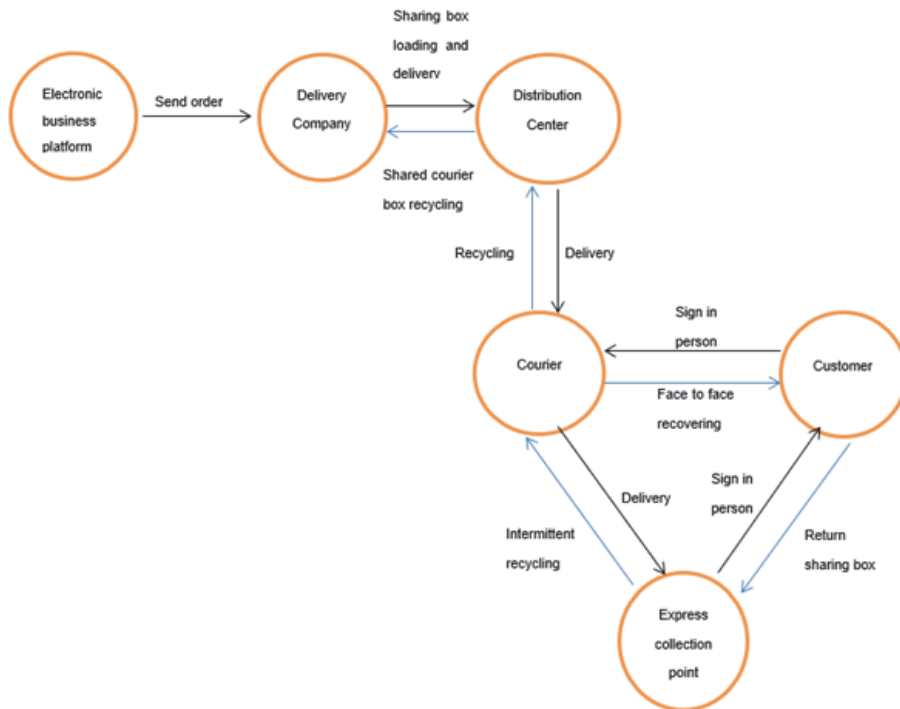 Sharing box
loading and
deliverv
Electronic
business
platform
Send order
Delivery
Company
Distribution
Center
Shared courier
box recycling
Recycling
Delivery
Sign in
person
Courier
Customer
Face to face
recovering
Delivery
Sign in
person
Intermittent
recycling
Return
sharing box
Express
collection
point